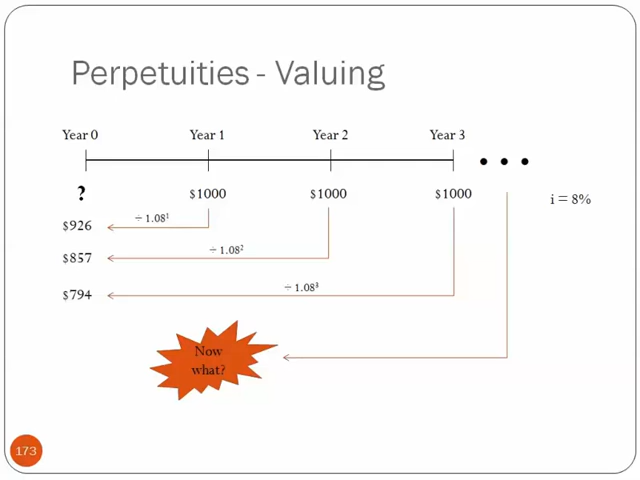 Perpetuities - Valuing
Year 0 Year 1 Year 2 Year 3
• • •
? $1000 $1000 $1000 i = 8%
$926 ÷ 1.08¹
$857 ÷ 1.08²
$794 ÷ 1.08³
Now
what?
173